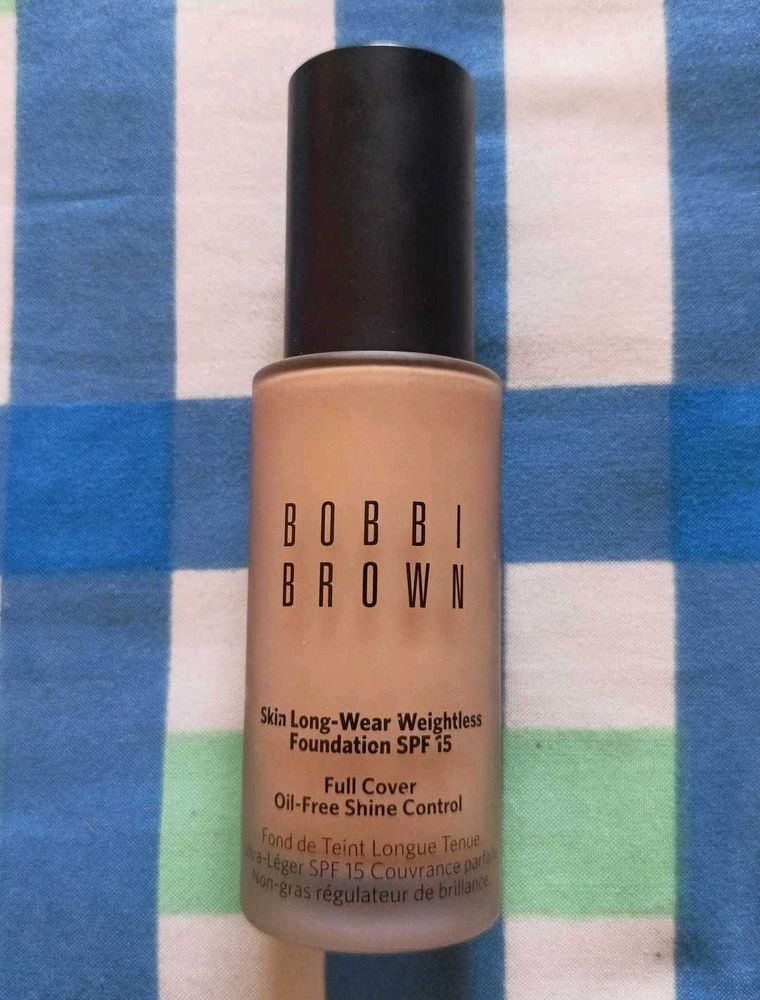 BOBBI
BROWN
Skin Long-Wear Weightless
Foundation SPF 15
Full Cover
Oil-Free Shine Control
Fond de Teint Longue Tenue
SPF 15 Couvrance
Non-gras régulateur de brillance